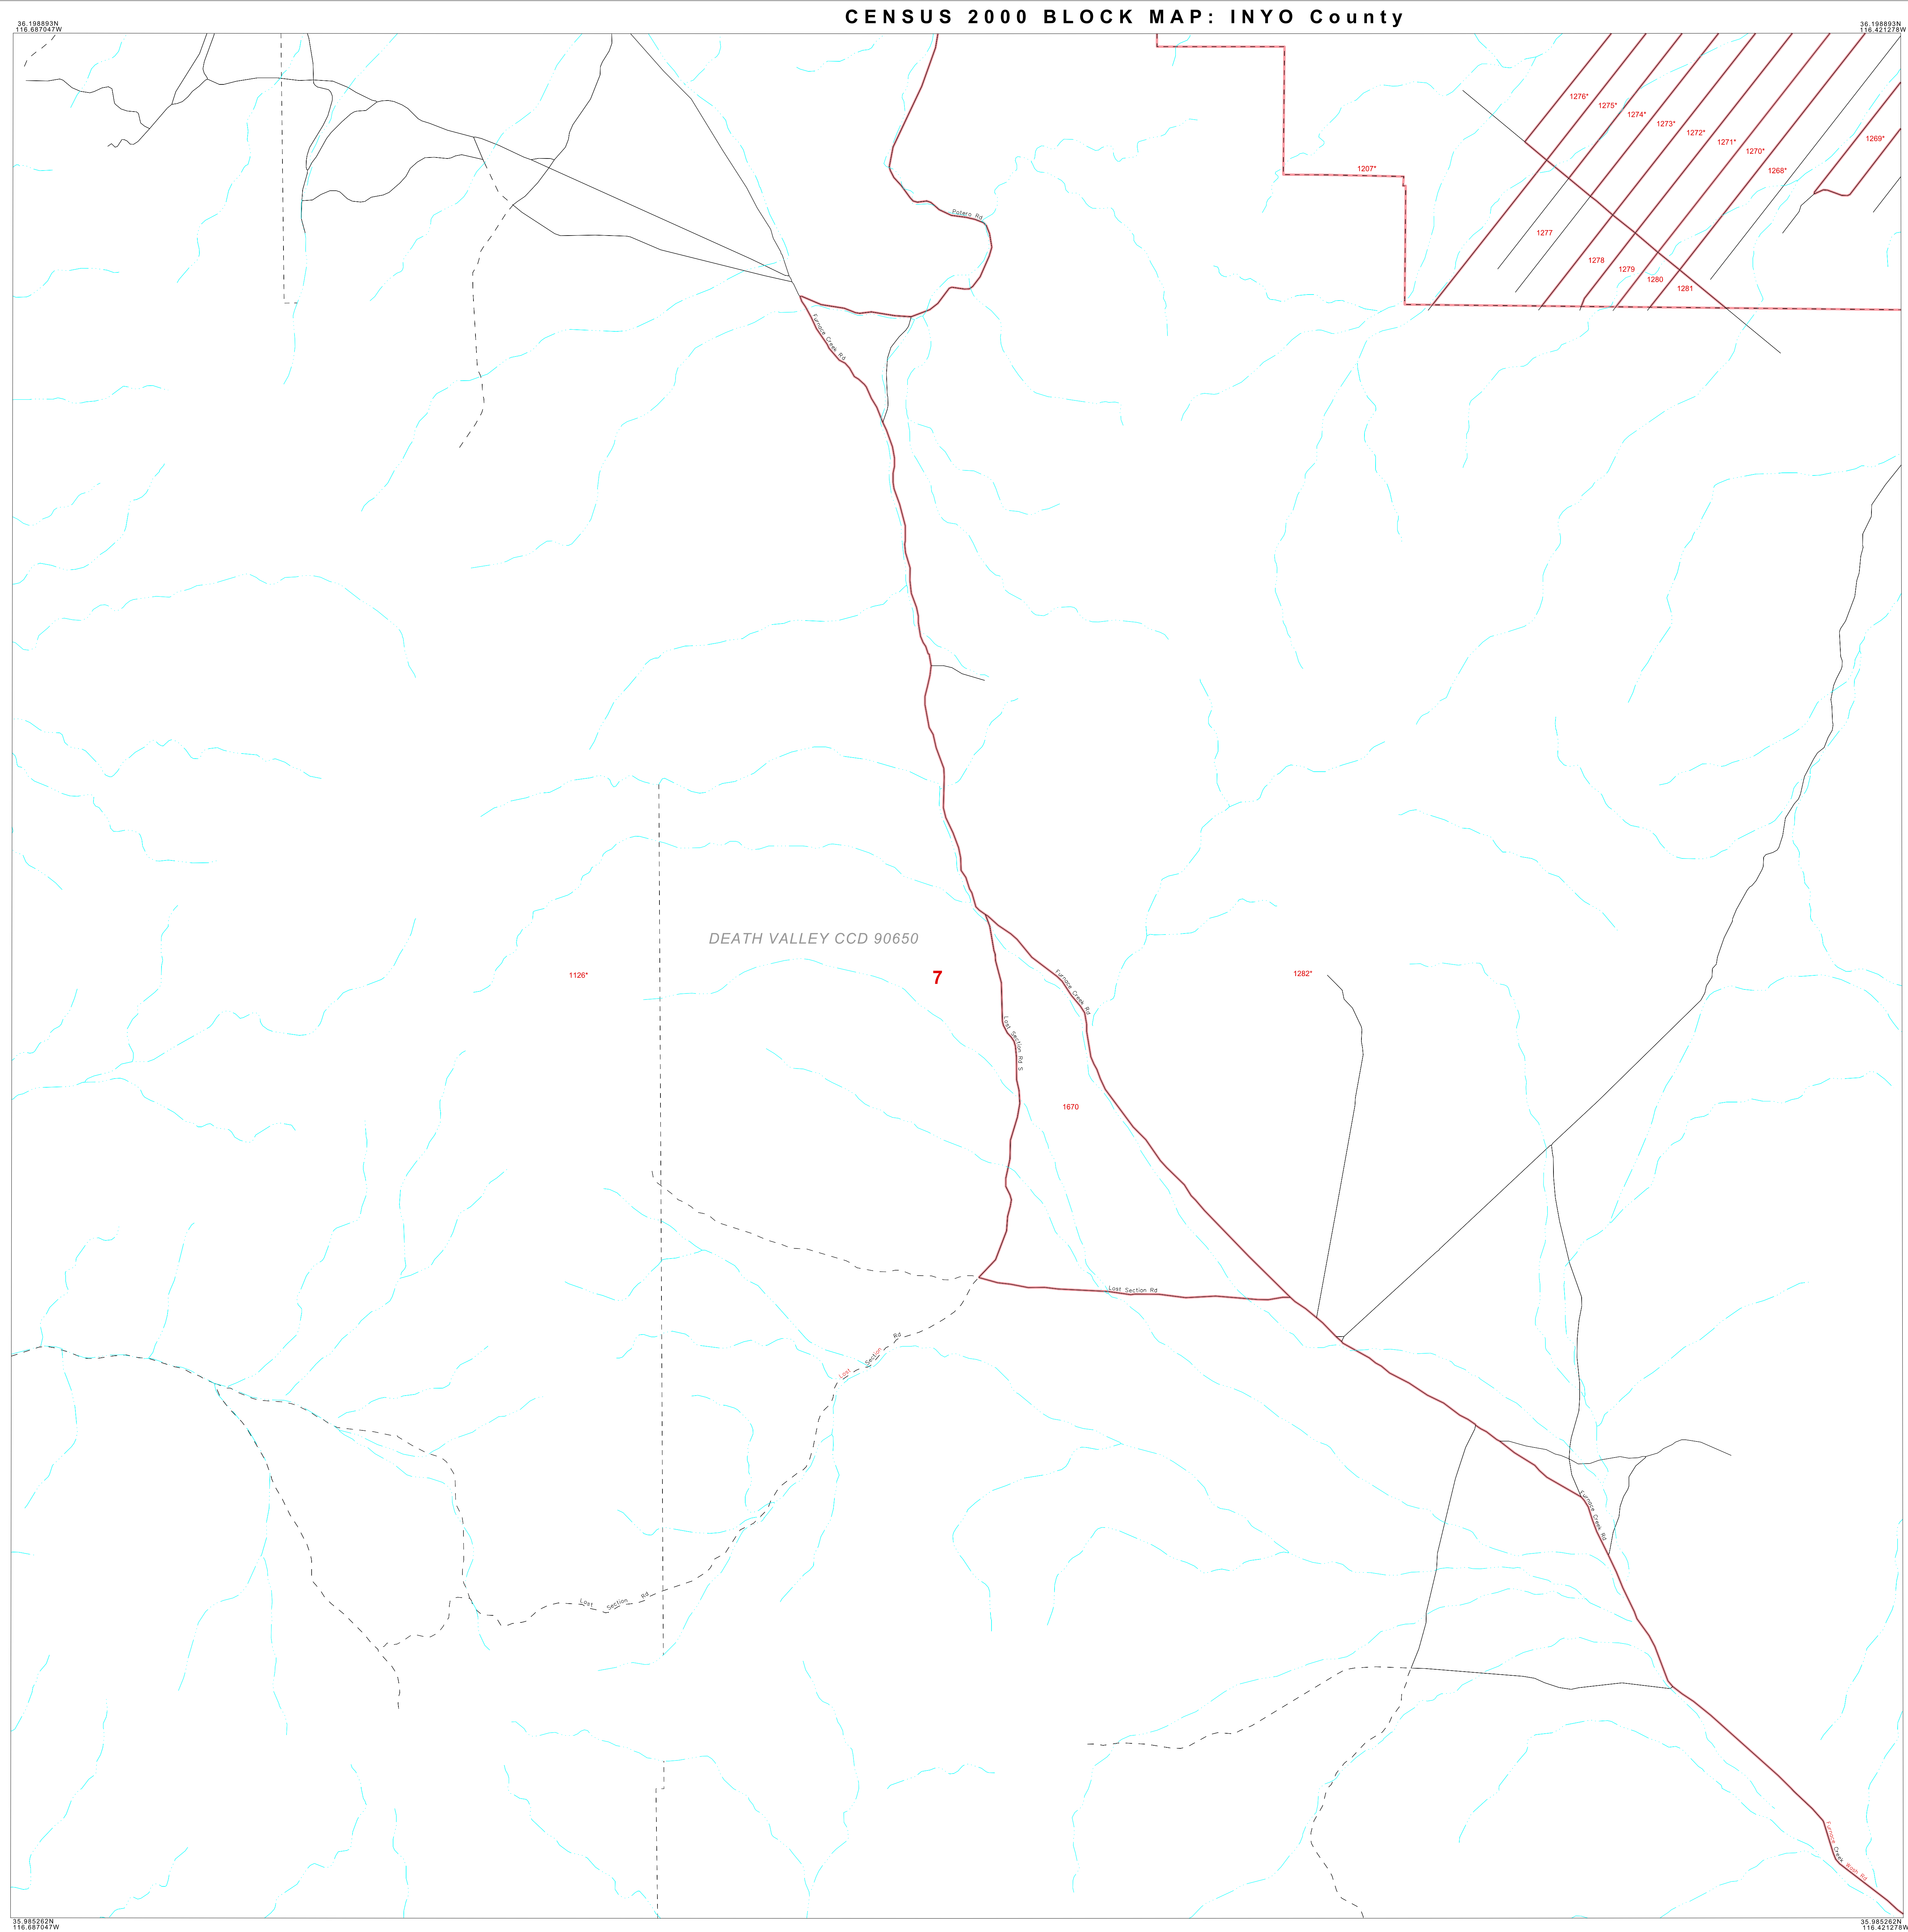 CENSUS 2000 BLOCK MAP: INYO County
36.198893N
116.687047W
36.198893N
116.421278W
1276*
1275*
1274*
1273*
1272*
1271*
1270*
1268*
1269*
1207*
Potero Rd
1277
1278
1279
1280
1281
Furnace Creek Rd
DEATH VALLEY CCD 90650
7
1126*
1282*
Furnace Creek Rd
Lost Section Rd S
1670
Lost Section Rd
Lost Section Rd
Furnace Creek Rd
Lost Section Rd
Furnace Creek Wash Rd
35.985262N
116.687047W
35.985262N
116.421278W